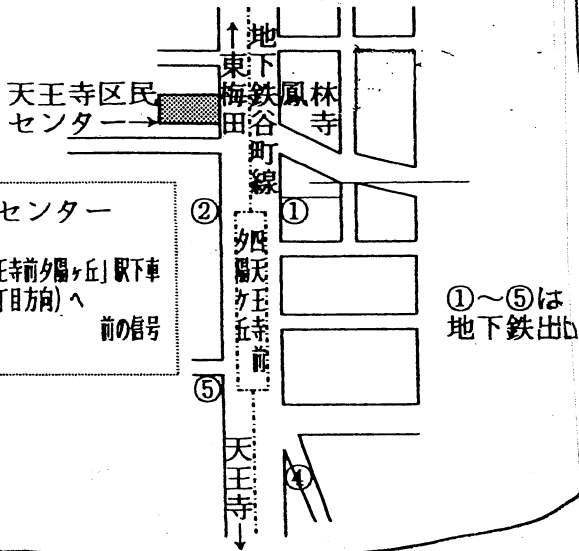 ↑東梅田
地下鉄谷町線
鳳林寺
天王寺区民
センター→
センター
王寺前夕陽ヶ丘」駅下車
丁目方向)へ
前の信号
②
①
四天王寺前
夕陽ケ丘
①〜⑤は
地下鉄出口
⑤
④
天王寺↓